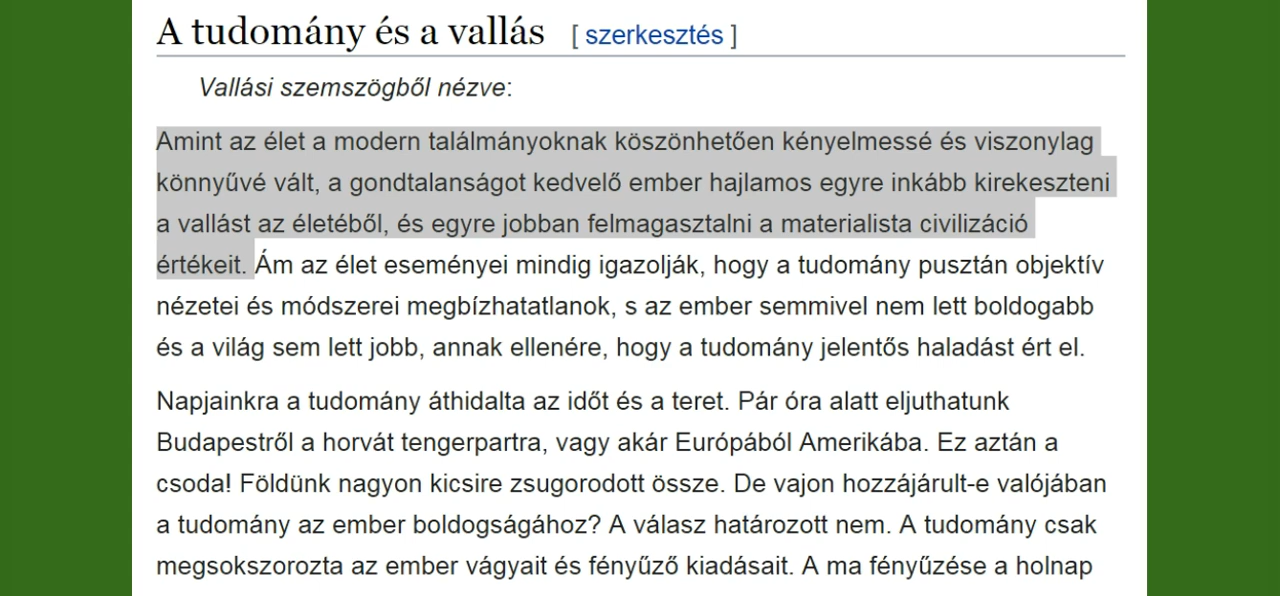 A tudomány és a vallás [ szerkesztés ]
Vallási szemszögből nézve:
Amint az élet a modern találmányoknak köszönhetően kényelmessé és viszonylag
könnyűvé vált, a gondtalanságot kedvelő ember hajlamos egyre inkább kirekeszteni
a vallást az életéből, és egyre jobban felmagasztalni a materialista civilizáció
értékeit. Ám az élet eseményei mindig igazolják, hogy a tudomány pusztán objektív
nézetei és módszerei megbízhatatlanok, s az ember semmivel nem lett boldogabb
és a világ sem lett jobb, annak ellenére, hogy a tudomány jelentős haladást ért el.
Napjainkra a tudomány áthidalta az időt és a teret. Pár óra alatt eljuthatunk
Budapestről a horvát tengerpartra, vagy akár Európából Amerikába. Ez aztán a
csoda! Földünk nagyon kicsire zsugorodott össze. De vajon hozzájárult-e valójában
a tudomány az ember boldogságához? A válasz határozott nem. A tudomány csak
megsokszorozta az ember vágyait és fényűző kiadásait. A ma fényűzése a holnap